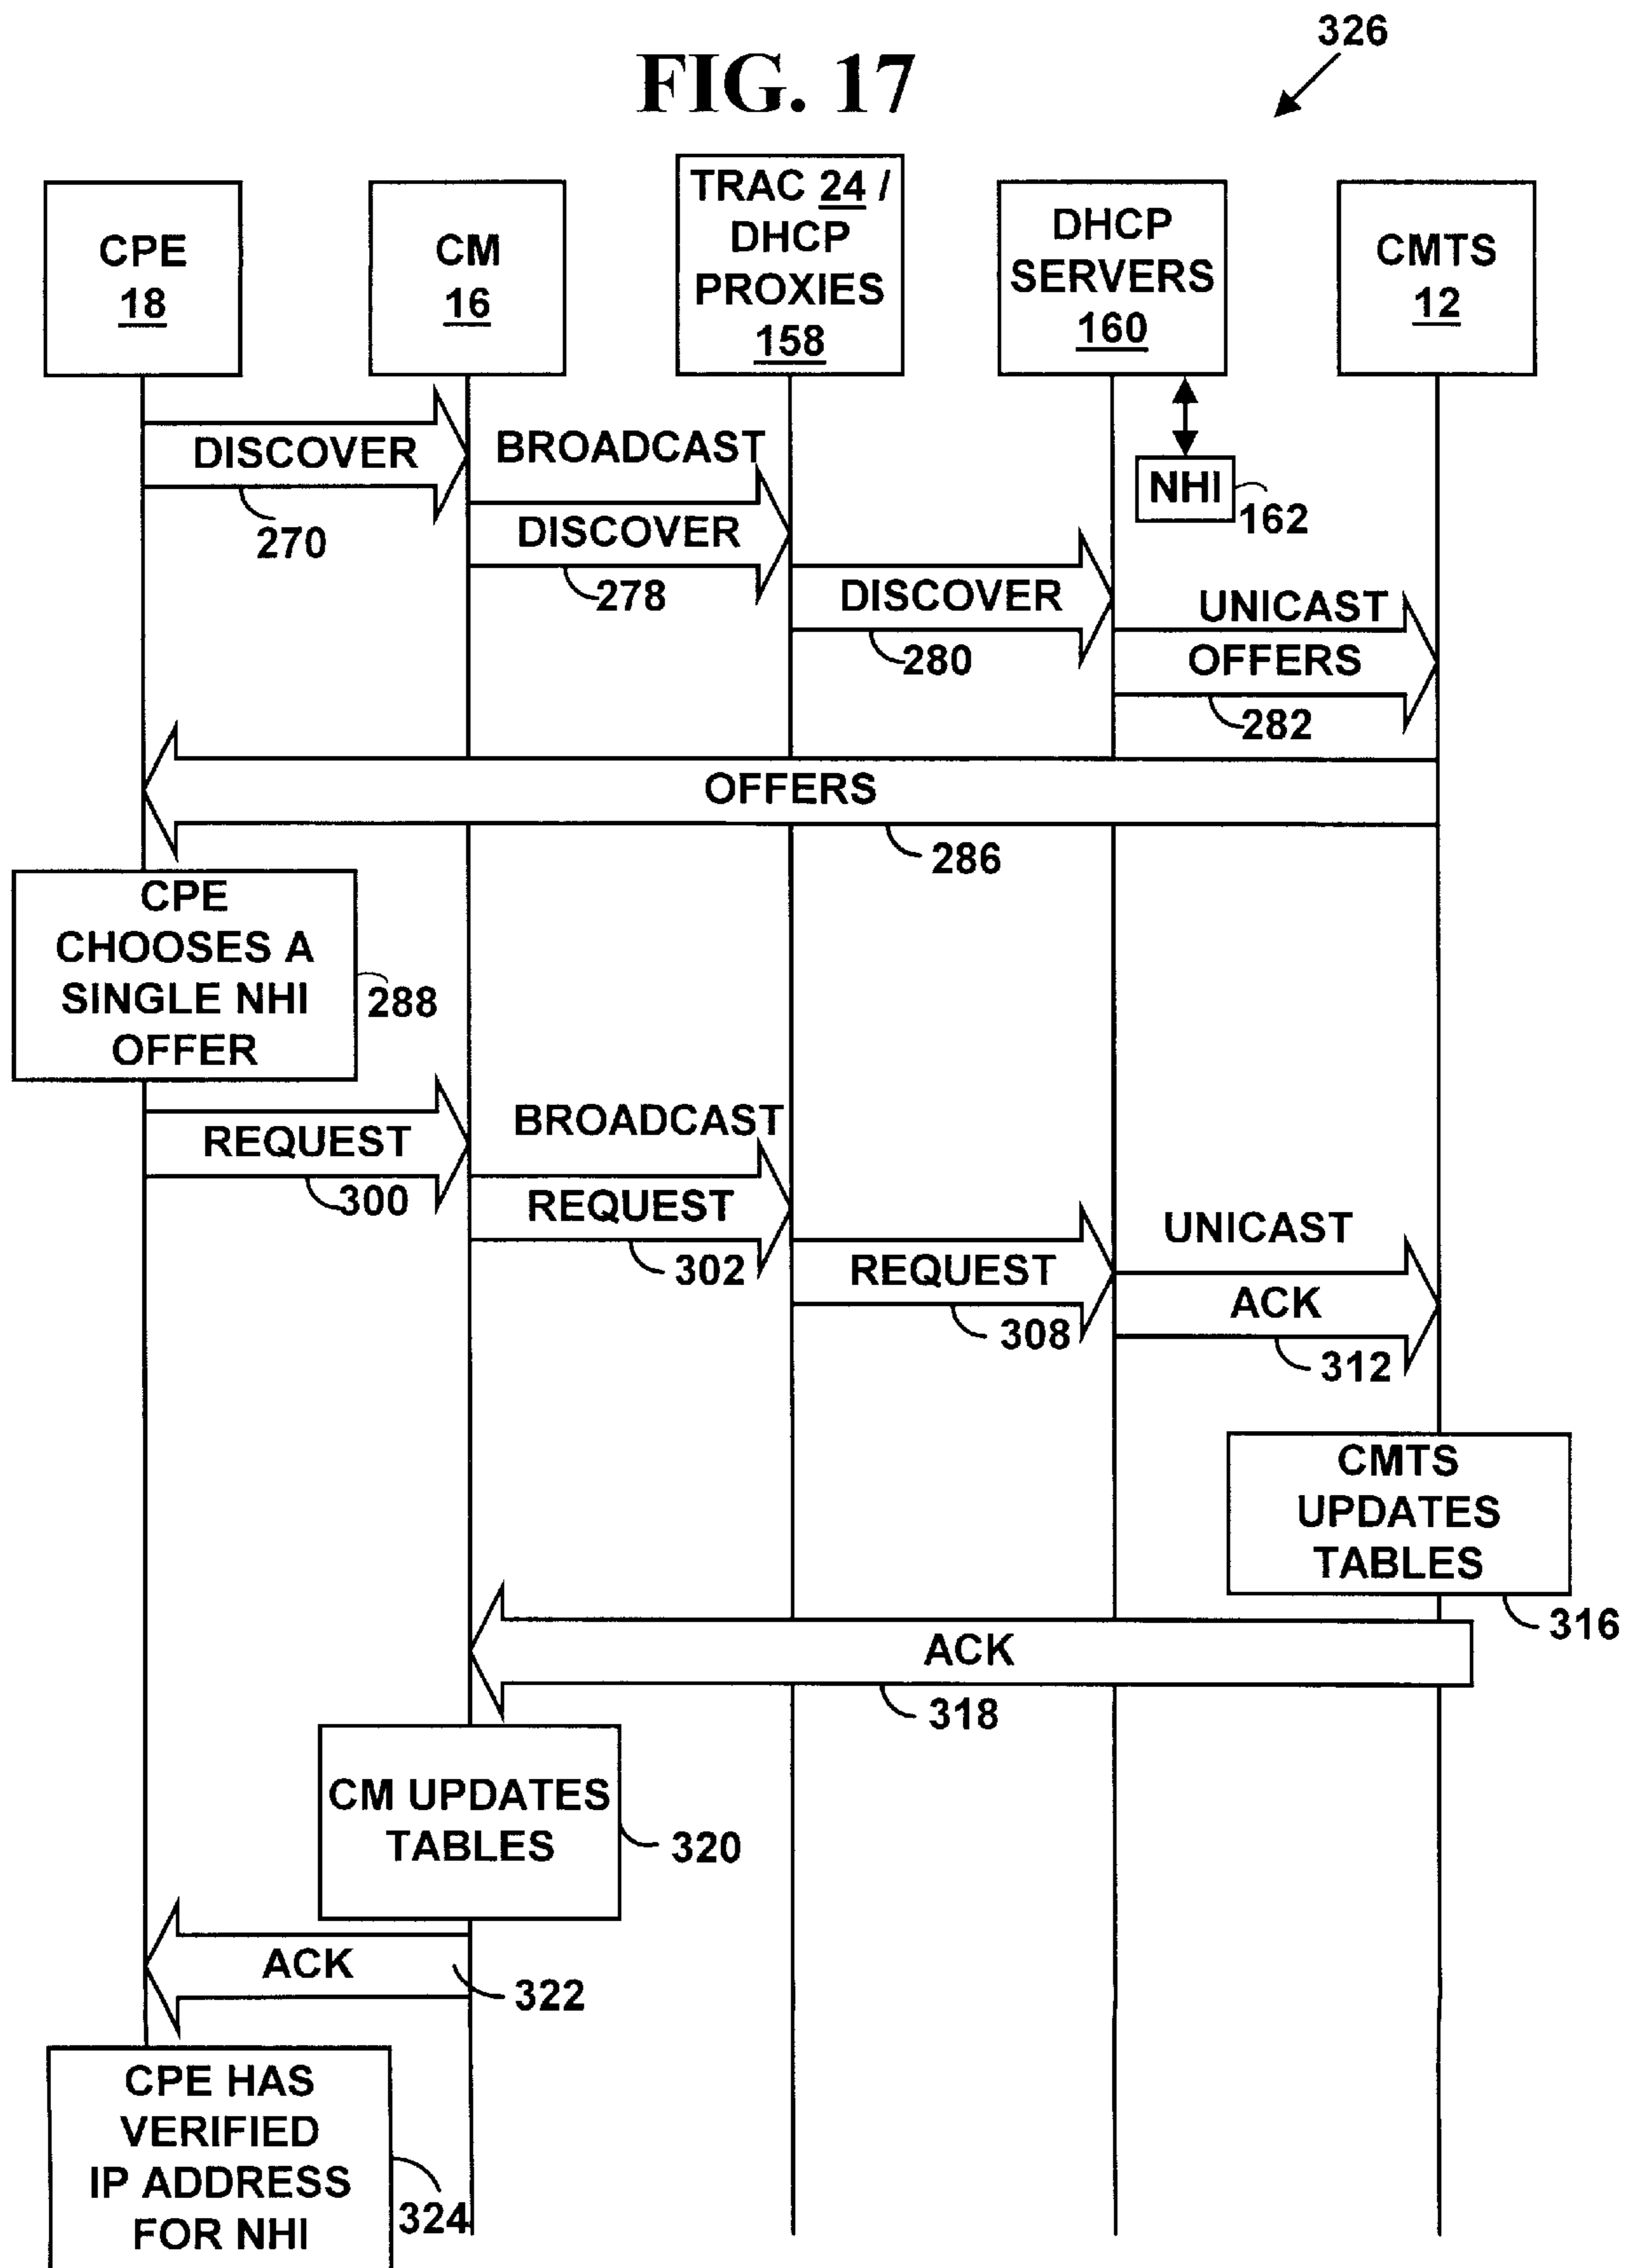 326
FIG. 17
CPE
18
CM
16
TRAC 24 /
DHCP
PROXIES
158
DHCP
SERVERS
160
CMTS
12
DISCOVER
270
BROADCAST
DISCOVER
278
NHI
162
DISCOVER
280
UNICAST
OFFERS
282
OFFERS
286
CPE
CHOOSES A
SINGLE NHI
OFFER
288
REQUEST
300
BROADCAST
REQUEST
302
REQUEST
308
UNICAST
ACK
312
CMTS
UPDATES
TABLES
316
ACK
318
CM UPDATES
TABLES
320
ACK
322
CPE HAS
VERIFIED
IP ADDRESS
FOR NHI
324